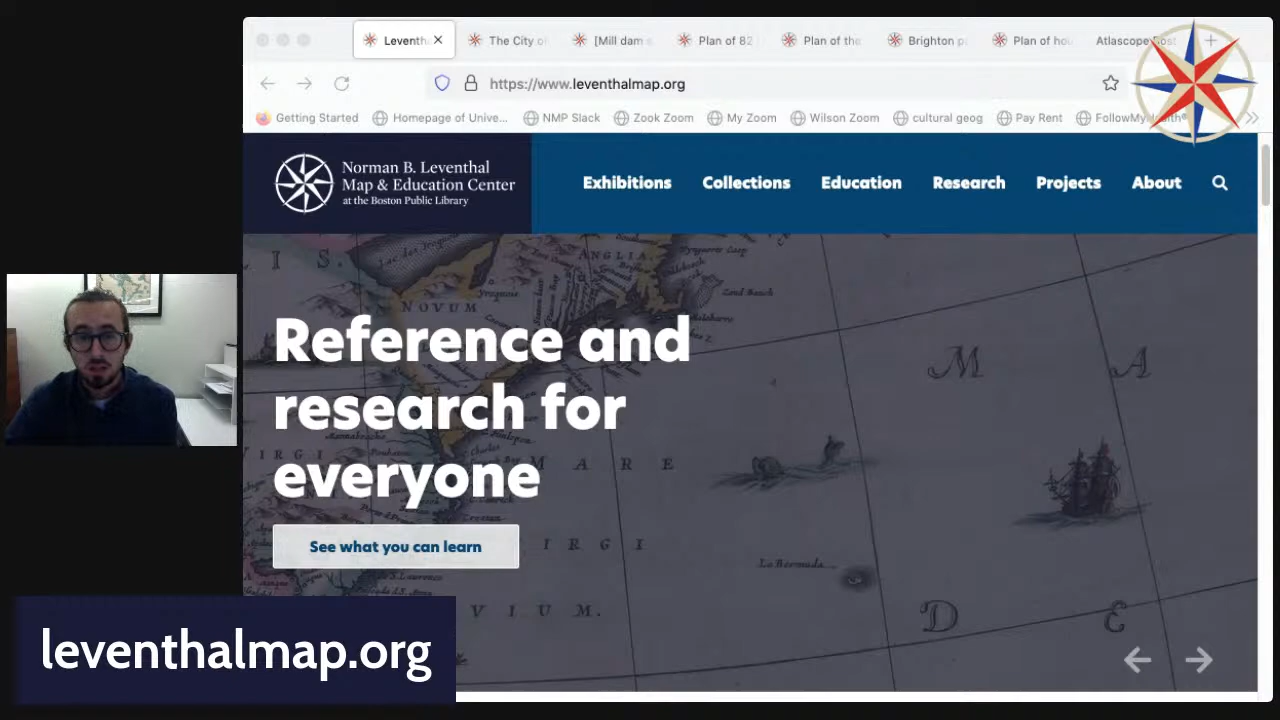 Leventh
The City of
[Mill dam
Plan of 82
Plan of the
Brighton p
Plan of hou
Atlascope
https://www.leventhalmap.org
Getting Started
Homepage of Unive...
NMP Slack
Zook Zoom
My Zoom
Wilson Zoom
cultural geog
Pay Rent
Norman B. Leventhal
Map & Education Center
at the Boston Public Library
Exhibitions
Collections
Education
Research
Projects
About
I S.
ANGLIA
NOVUM
M A
Reference and
research for
everyone
M A R E
VIRGI
I R G I
La Bermuda
See what you can learn
V I U M.
D E
leventhalmap.org